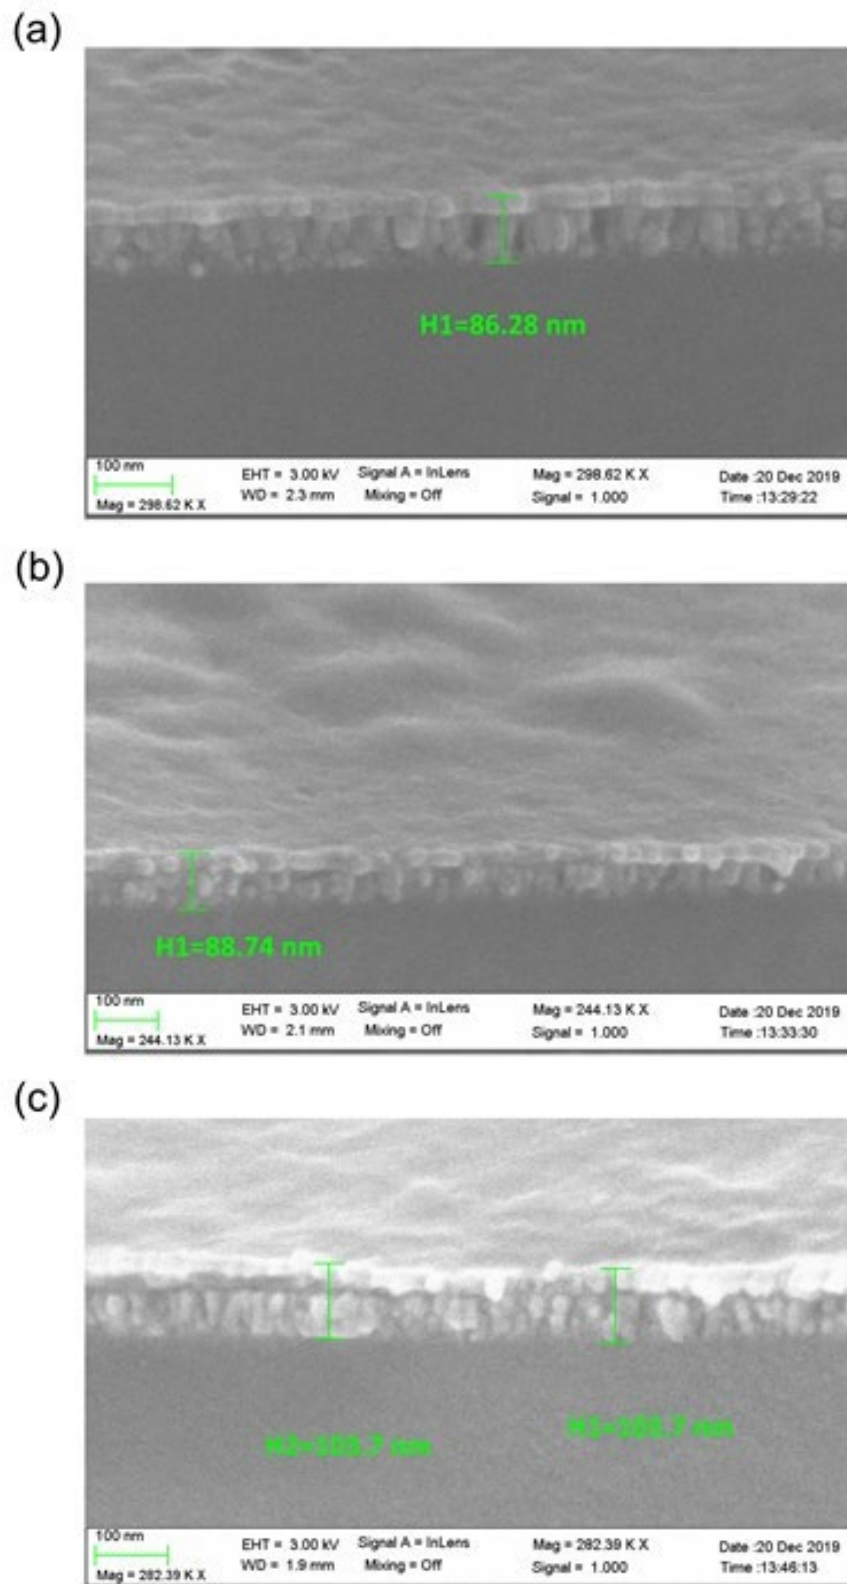 (a)
H1=86.28 nm
100 nm
Mag = 298.62 K X
EHT = 3.00 kV
WD = 2.3 mm
Signal A = InLens
Mixing = Off
Mag = 298.62 K X
Signal = 1.000
Date :20 Dec 2019
Time :13:29:22
(b)
H1=88.74 nm
100 nm
Mag = 244.13 K X
EHT = 3.00 kV
WD = 2.1 mm
Signal A = InLens
Mixing = Off
Mag = 244.13 K X
Signal = 1.000
Date :20 Dec 2019
Time :13:33:30
(c)
nm
nm
100 nm
Mag = 282.39 K X
EHT = 3.00 kV
WD = 1.9 mm
Signal A = InLens
Mixing = Off
Mag = 282.39 K X
Signal = 1.000
Date :20 Dec 2019
Time :13:46:13